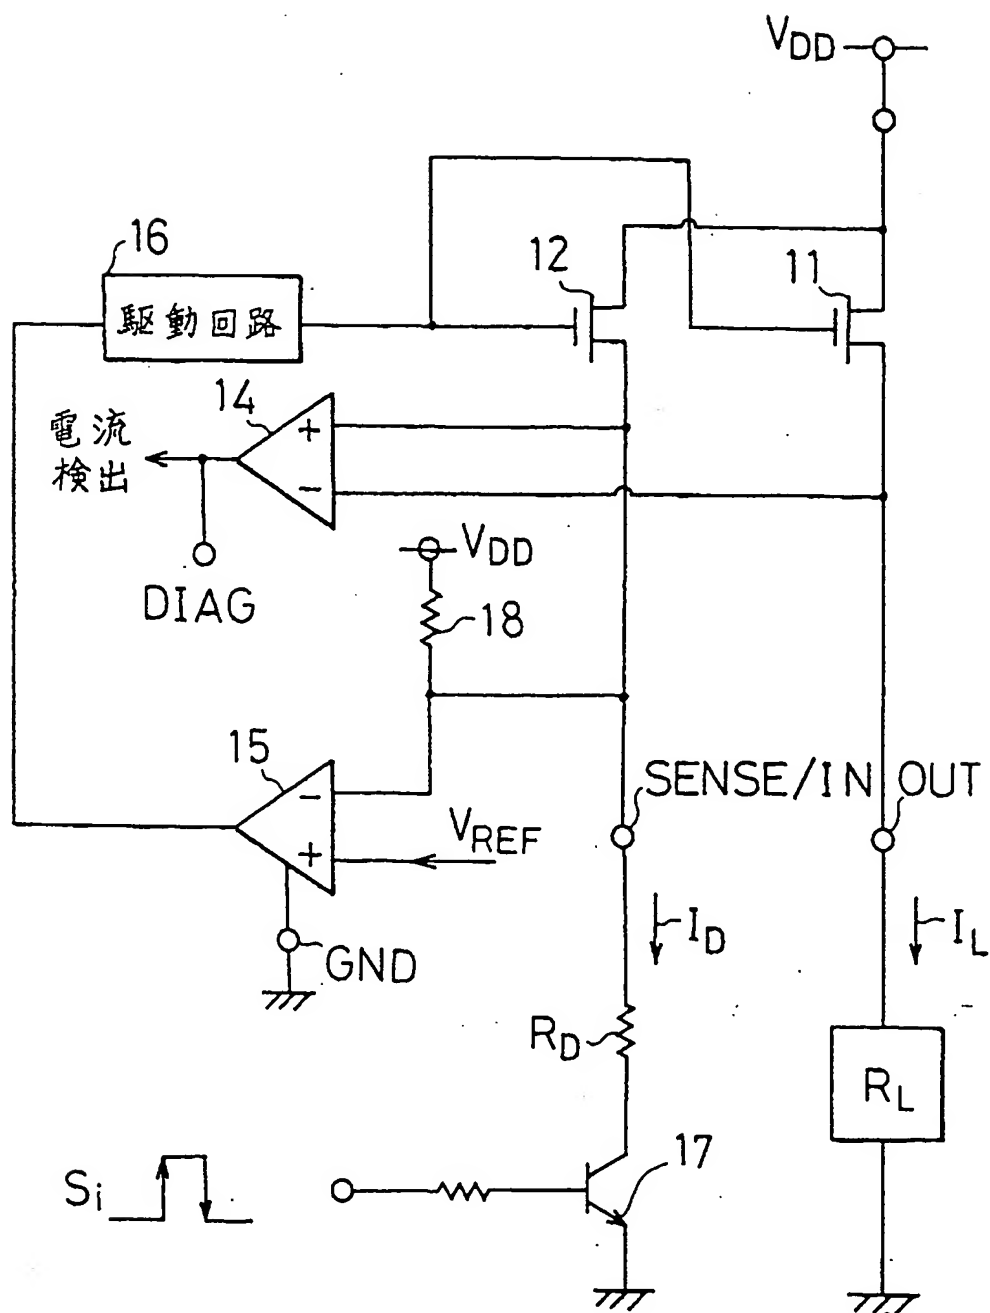 VDD
16
駆動回路
12
11
14
+
−
電流
検出
DIAG
VDD
18
15
−
+
VREF
GND
SENSE/IN
OUT
ID
IL
RD
RL
Si
17